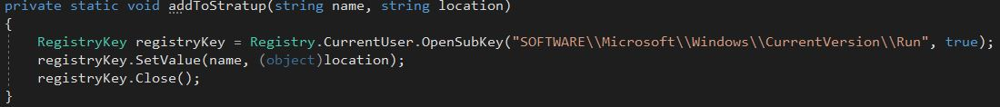 private static void addToStratup(string name, string location)
{
RegistryKey registryKey = Registry.CurrentUser.OpenSubKey("SOFTWARE\\Microsoft\\Windows\\CurrentVersion\\Run", true);
registryKey.SetValue(name, (object)location);
registryKey.Close();
}